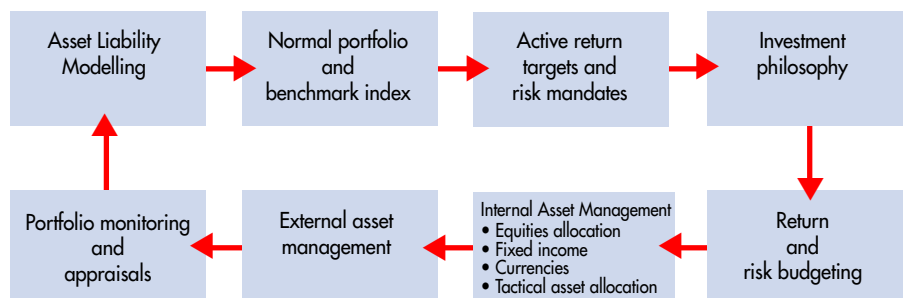 Asset Liability
Modelling
Normal portfolio
and
benchmark index
Active return
targets and
risk mandates
Investment
philosophy
Return
and
risk budgeting
Internal Asset Management
• Equities allocation
• Fixed income
• Currencies
• Tactical asset allocation
External asset
management
Portfolio monitoring
and
appraisals